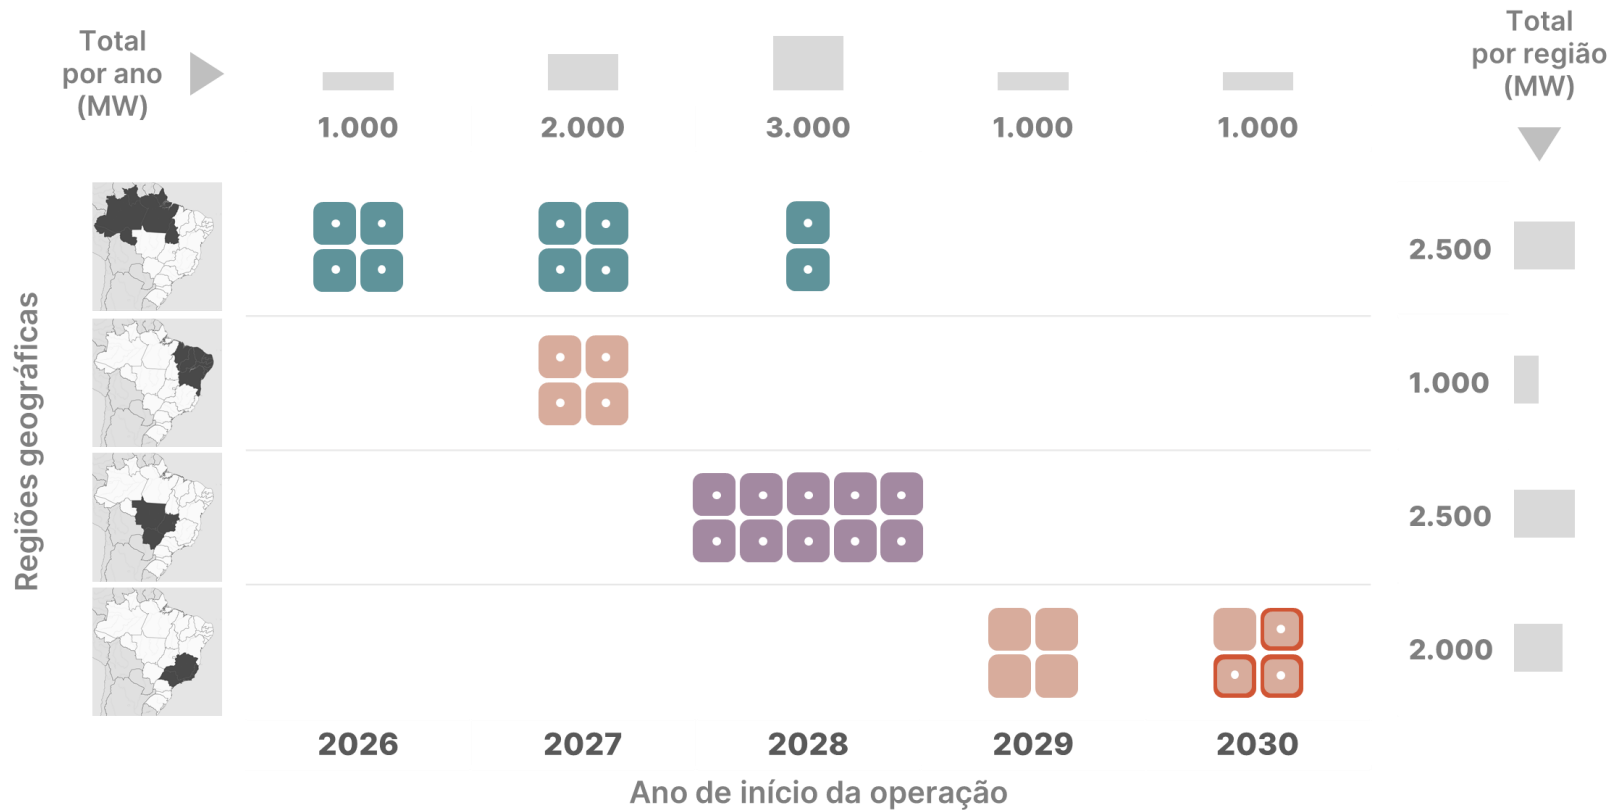 Total
por ano
(MW)
1.000
2.000
3.000
1.000
1.000
Total
por região
(MW)
Regiões geográficas
2.500
1.000
2.500
2.000
2026
2027
2028
2029
2030
Ano de início da operação